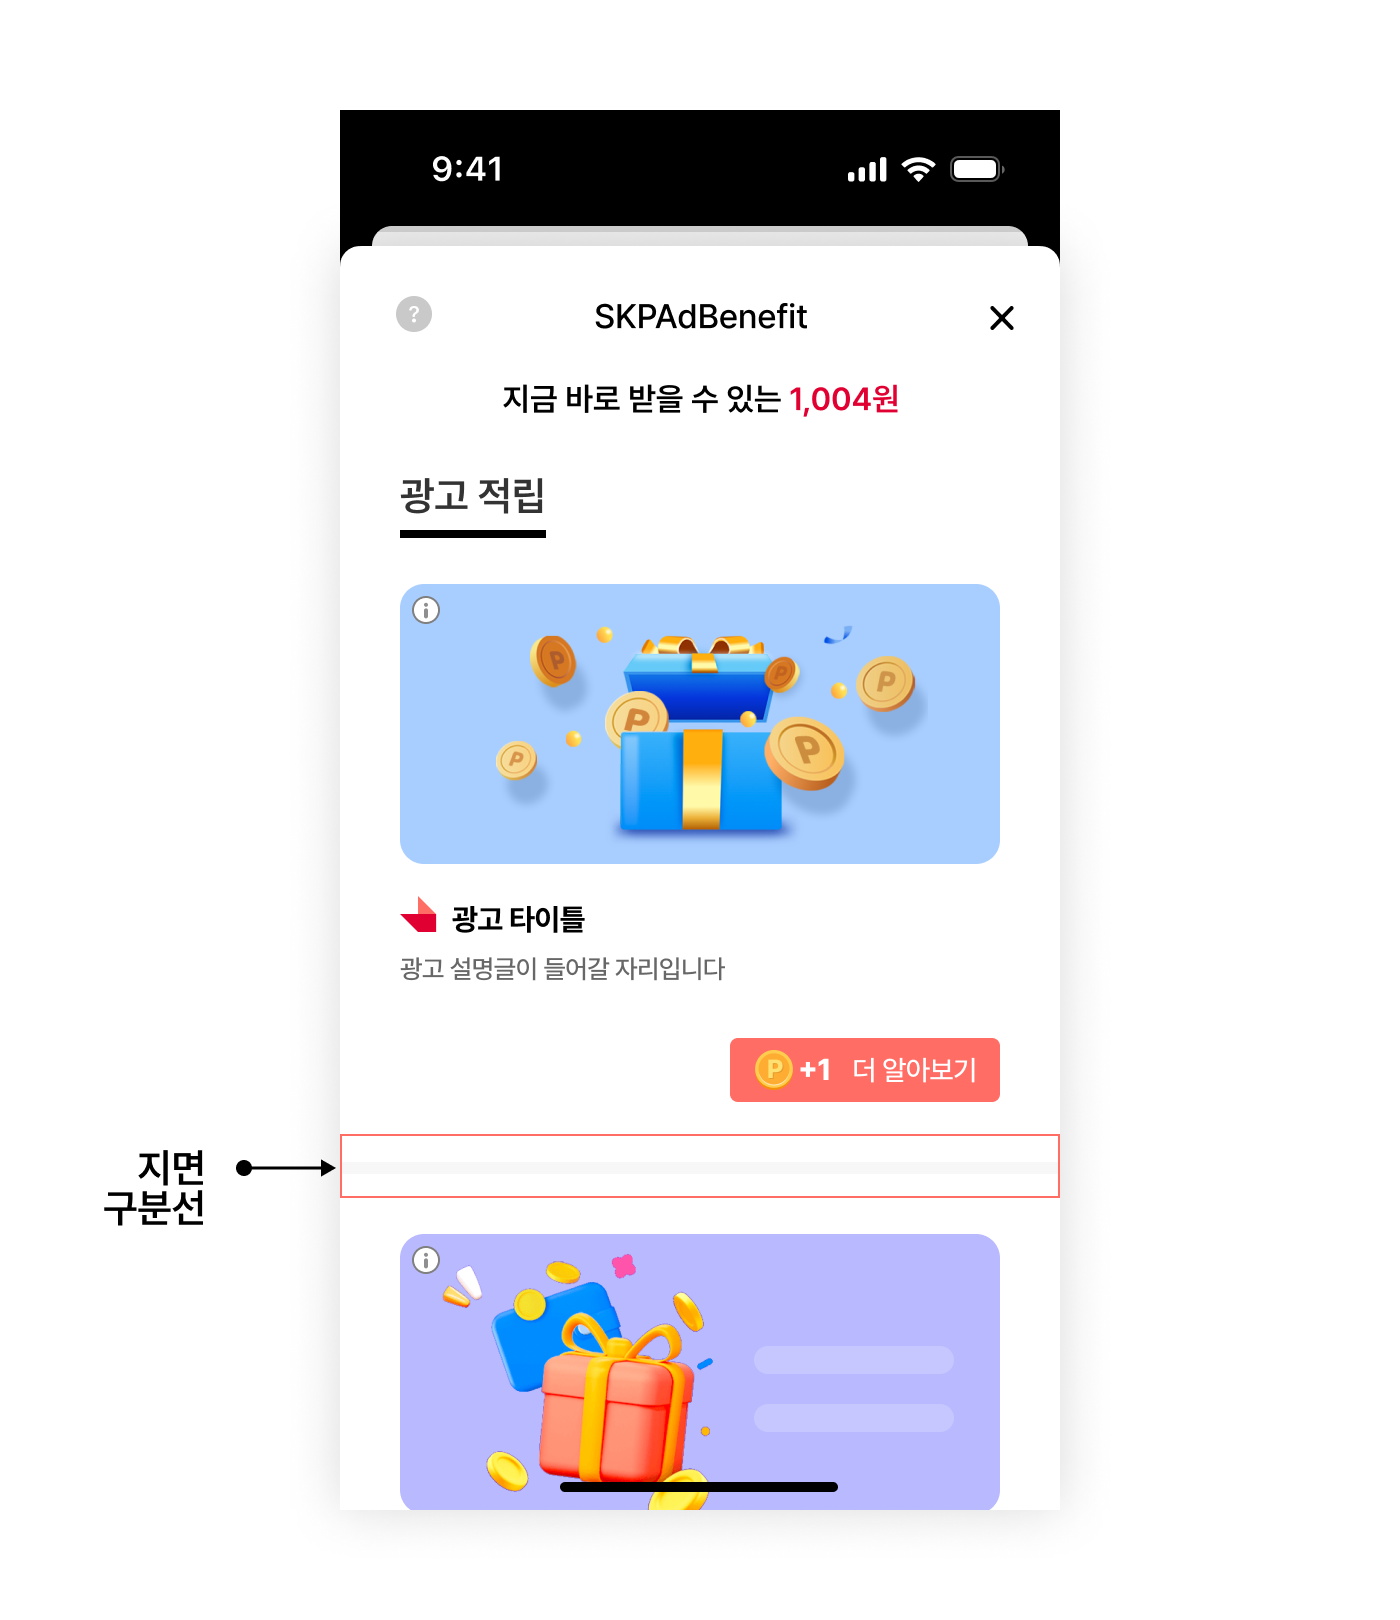 9:41
?
SKPAdBenefit
지금 바로 받을 수 있는 1,004원
광고 적립
P
P
P
P
P
P
광고 타이틀
광고 설명글이 들어갈 자리입니다
P +1 더 알아보기
지면
구분선